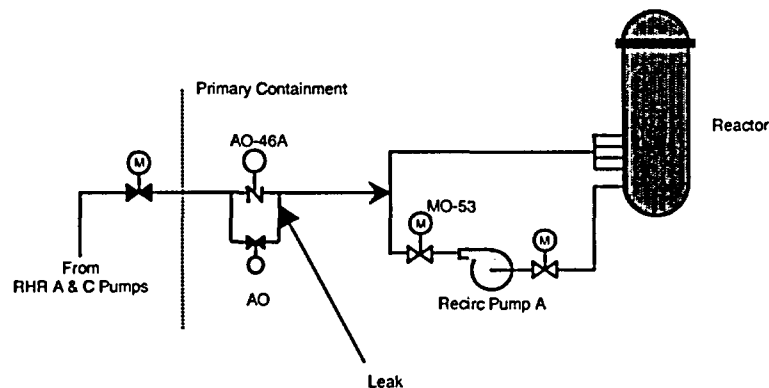 Primary Containment
AO-46A
Reactor
M
MO-53
M
M
From
RHR A & C Pumps
AO
Recirc Pump A
Leak